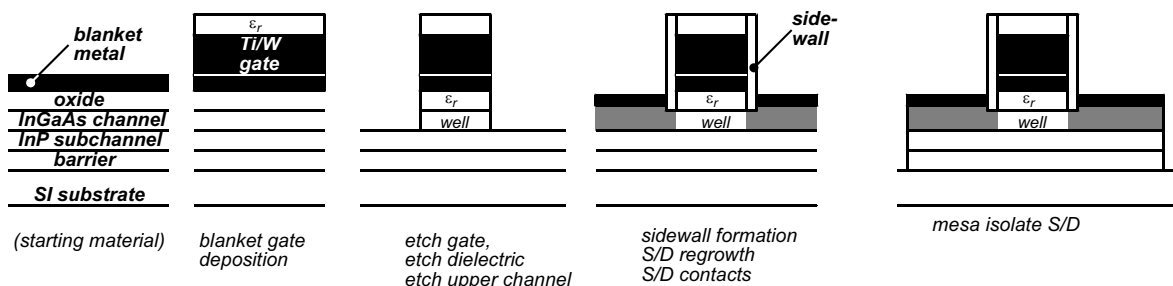 blanket
metal
oxide
InGaAs channel
InP subchannel
barrier
SI substrate
(starting material)
εr
Ti/W
gate
blanket gate
deposition
εr
well
etch gate,
etch dielectric
etch upper channel
side-
wall
εr
well
sidewall formation
S/D regrowth
S/D contacts
εr
well
mesa isolate S/D